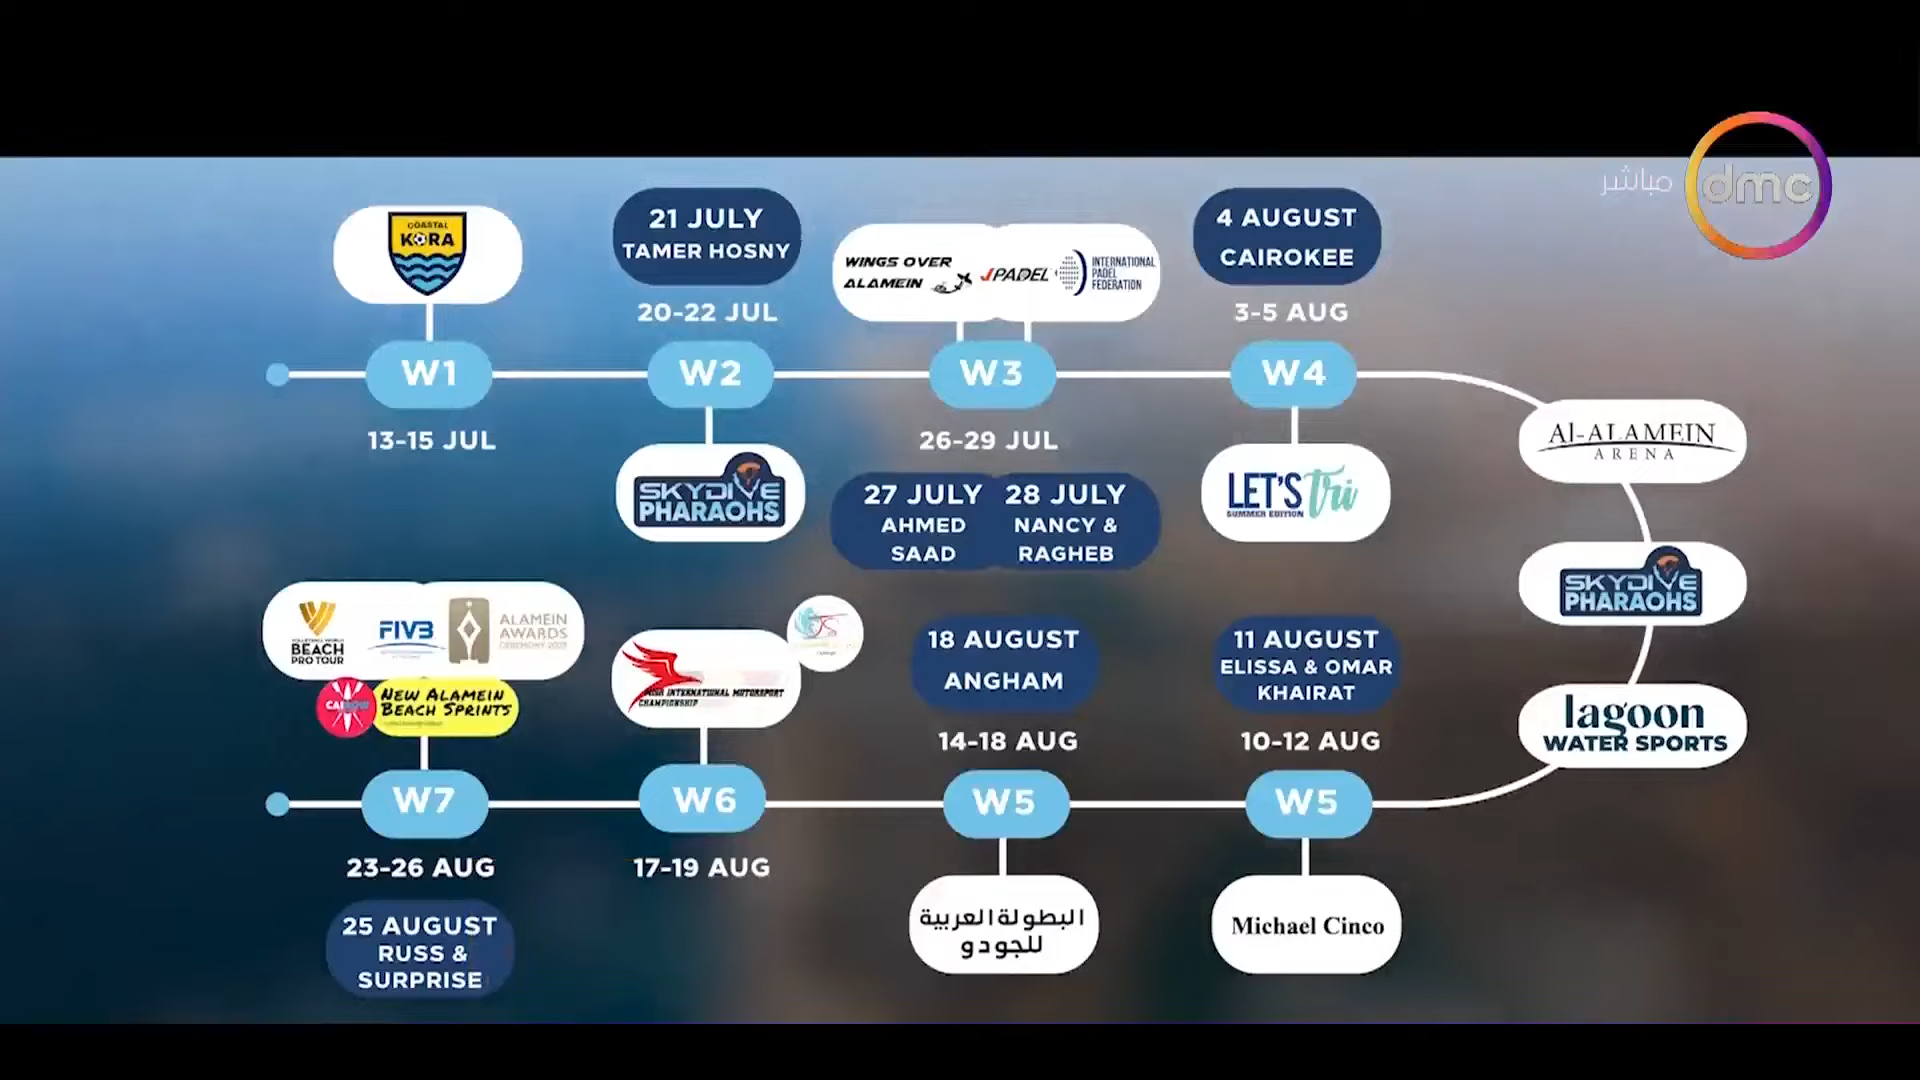 مباشر
dmc
COASTAL
KORA
21 JULY
TAMER HOSNY
20-22 JUL
WINGS OVER
ALAMEIN
JPADEL
INTERNATIONAL
PADEL
FEDERATION
4 AUGUST
CAIROKEE
3-5 AUG
W1
W2
W3
W4
13-15 JUL
26-29 JUL
SKYDIVE
PHARAOHS
27 JULY
AHMED
SAAD
28 JULY
NANCY &
RAGHEB
LET'S Tri
SUMMER EDITION
Al-ALAMEIN
ARENA
SKYDIVE
PHARAOHS
lagoon
WATER SPORTS
VOLLEYBALL WORLD
BEACH
PRO TOUR
FIVB
ALAMEIN
AWARDS
CEREMONY 2023
NEW ALAMEIN
BEACH SPRINTS
INTERNATIONAL MOTORSPORT
CHAMPIONSHIP
18 AUGUST
ANGHAM
14-18 AUG
11 AUGUST
ELISSA & OMAR
KHAIRAT
10-12 AUG
W7
W6
W5
W5
23-26 AUG
17-19 AUG
25 AUGUST
RUSS &
SURPRISE
البطولة العربية
للجودو
Michael Cinco